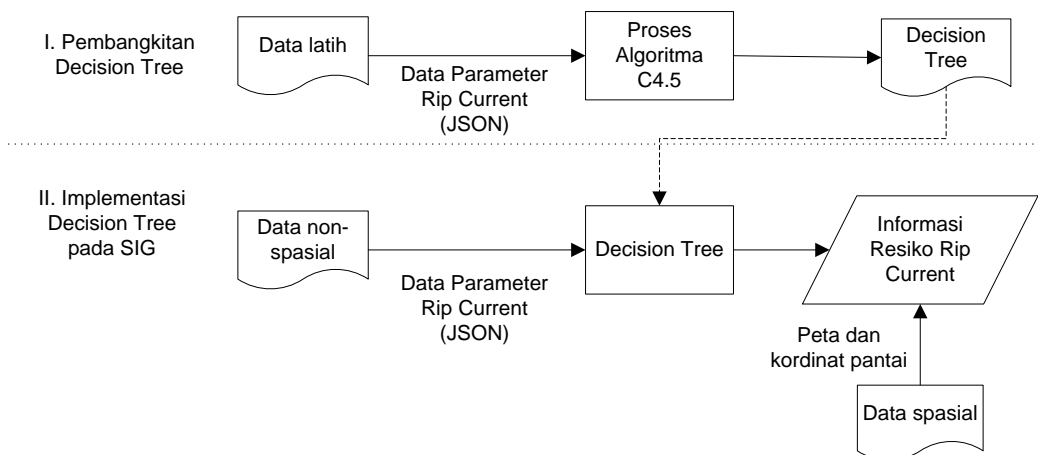 I. Pembangkitan
Decision Tree
Data latih
Data Parameter
Rip Current
(JSON)
Proses
Algoritma
C4.5
Decision
Tree
II. Implementasi
Decision Tree
pada SIG
Data non-
spasial
Data Parameter
Rip Current
(JSON)
Decision Tree
Informasi
Resiko Rip
Current
Peta dan
kordinat pantai
Data spasial